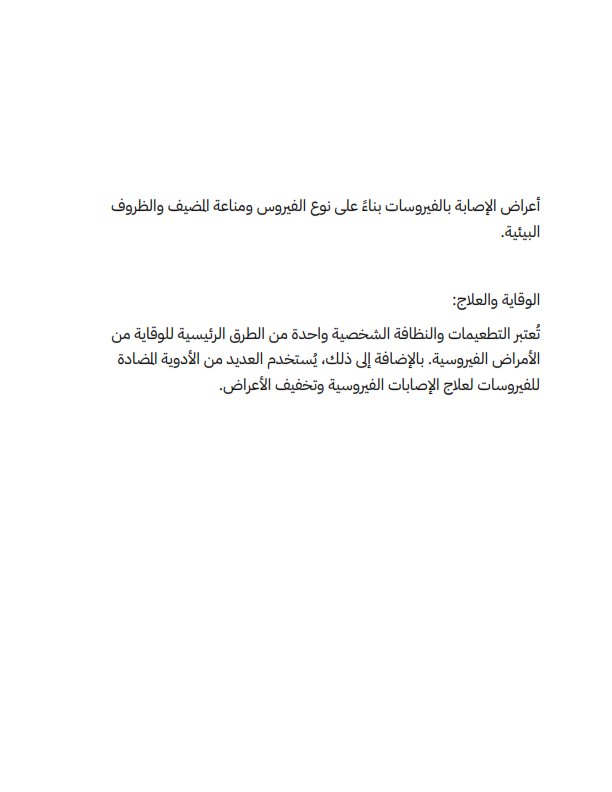 أعراض الإصابة بالفيروسات بناءً على نوع الفيروس ومناعة المضيف والظروف
البيئية.
الوقاية والعلاج:
تُعتبر التطعيمات والنظافة الشخصية واحدة من الطرق الرئيسية للوقاية من
الأمراض الفيروسية. بالإضافة إلى ذلك، يُستخدم العديد من الأدوية المضادة
للفيروسات لعلاج الإصابات الفيروسية وتخفيف الأعراض.